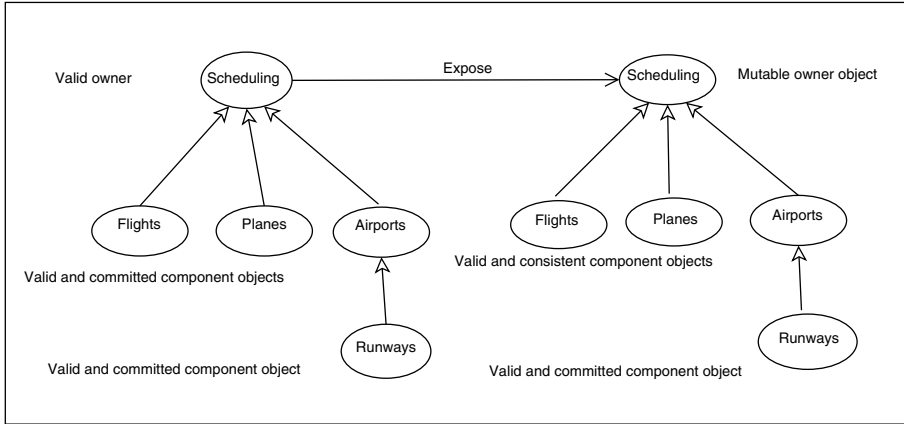 Valid owner
Scheduling
Expose
Scheduling
Mutable owner object
Flights
Planes
Airports
Flights
Planes
Airports
Valid and committed component objects
Valid and consistent component objects
Runways
Runways
Valid and committed component object
Valid and committed component object